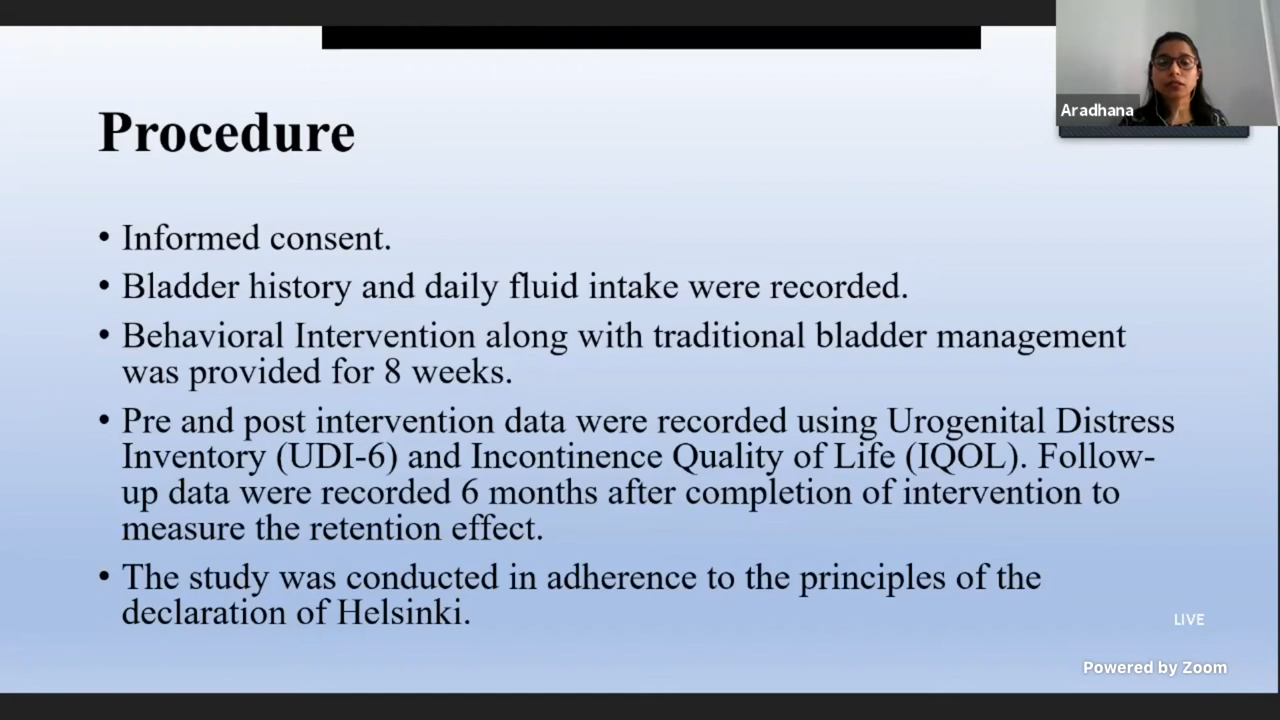 Aradhana
Procedure
• Informed consent.
• Bladder history and daily fluid intake were recorded.
• Behavioral Intervention along with traditional bladder management
was provided for 8 weeks.
• Pre and post intervention data were recorded using Urogenital Distress
Inventory (UDI-6) and Incontinence Quality of Life (IQOL). Follow-
up data were recorded 6 months after completion of intervention to
measure the retention effect.
• The study was conducted in adherence to the principles of the
declaration of Helsinki.
LIVE
Powered by Zoom